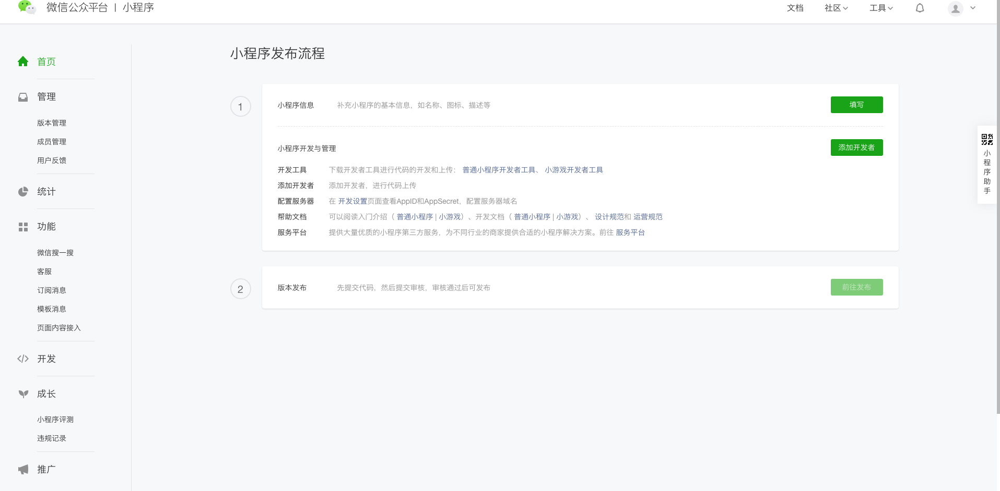 微信公众平台 | 小程序
文档 社区 工具
首页
管理
版本管理
成员管理
用户反馈
统计
功能
微信搜一搜
客服
订阅消息
模板消息
页面内容接入
开发
成长
小程序评测
违规记录
推广
小程序发布流程
1
小程序信息 补充小程序的基本信息，如名称、图标、描述等 填写
小程序开发与管理 添加开发者
开发工具 下载开发者工具进行代码的开发和上传： 普通小程序开发者工具、 小游戏开发者工具
添加开发者 添加开发者，进行代码上传
配置服务器 在 开发设置页面查看AppID和AppSecret，配置服务器域名
帮助文档 可以阅读入门介绍（ 普通小程序 | 小游戏）、开发文档（ 普通小程序 | 小游戏）、 设计规范和 运营规范
服务平台 提供大量优质的小程序第三方服务，为不同行业的商家提供合适的小程序解决方案。前往 服务平台
2
版本发布 先提交代码，然后提交审核，审核通过后可发布 前往发布
小程序助手